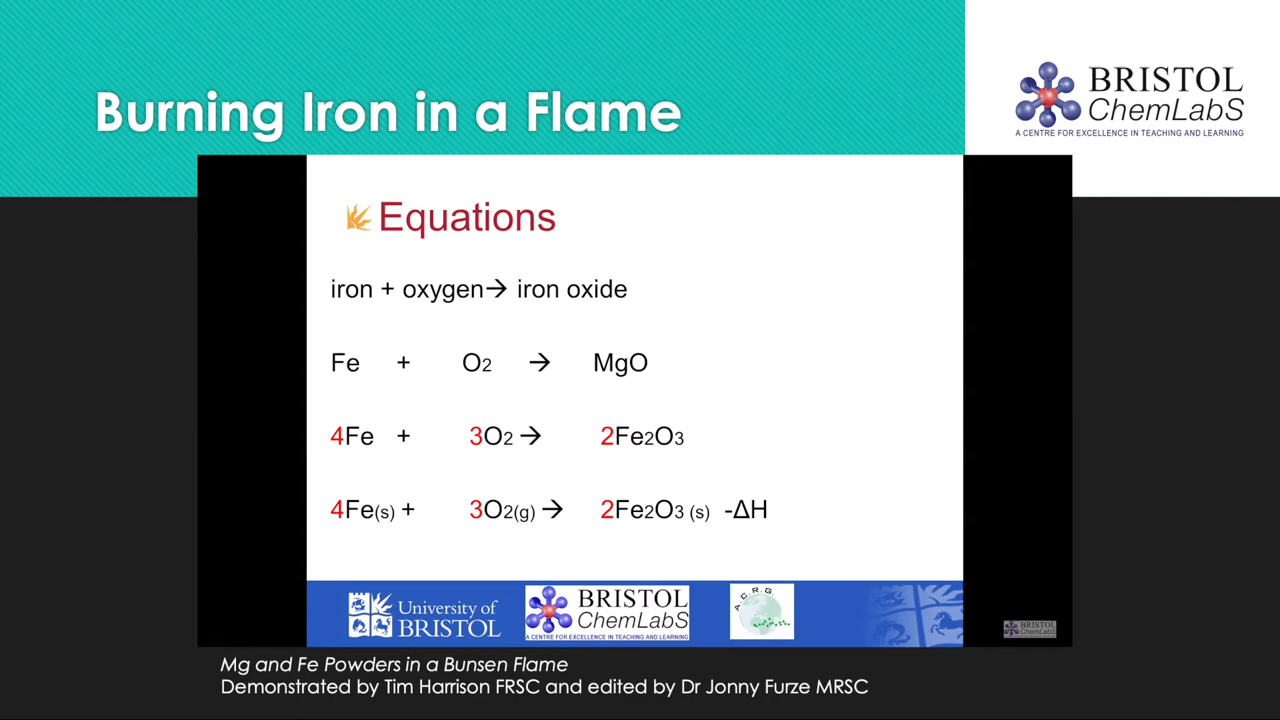 Burning Iron in a Flame
BRISTOL
ChemLabS
A CENTRE FOR EXCELLENCE IN TEACHING AND LEARNING
Equations
iron + oxygen→ iron oxide
Fe + O2 → MgO
4Fe + 3O2 → 2Fe2O3
4Fe(s) + 3O2(g) → 2Fe2O3 (s) -ΔH
University of
BRISTOL
BRISTOL
ChemLabS
A CENTRE FOR EXCELLENCE IN TEACHING AND LEARNING
A.C.R.G.
BRISTOL
ChemLabS
Mg and Fe Powders in a Bunsen Flame
Demonstrated by Tim Harrison FRSC and edited by Dr Jonny Furze MRSC